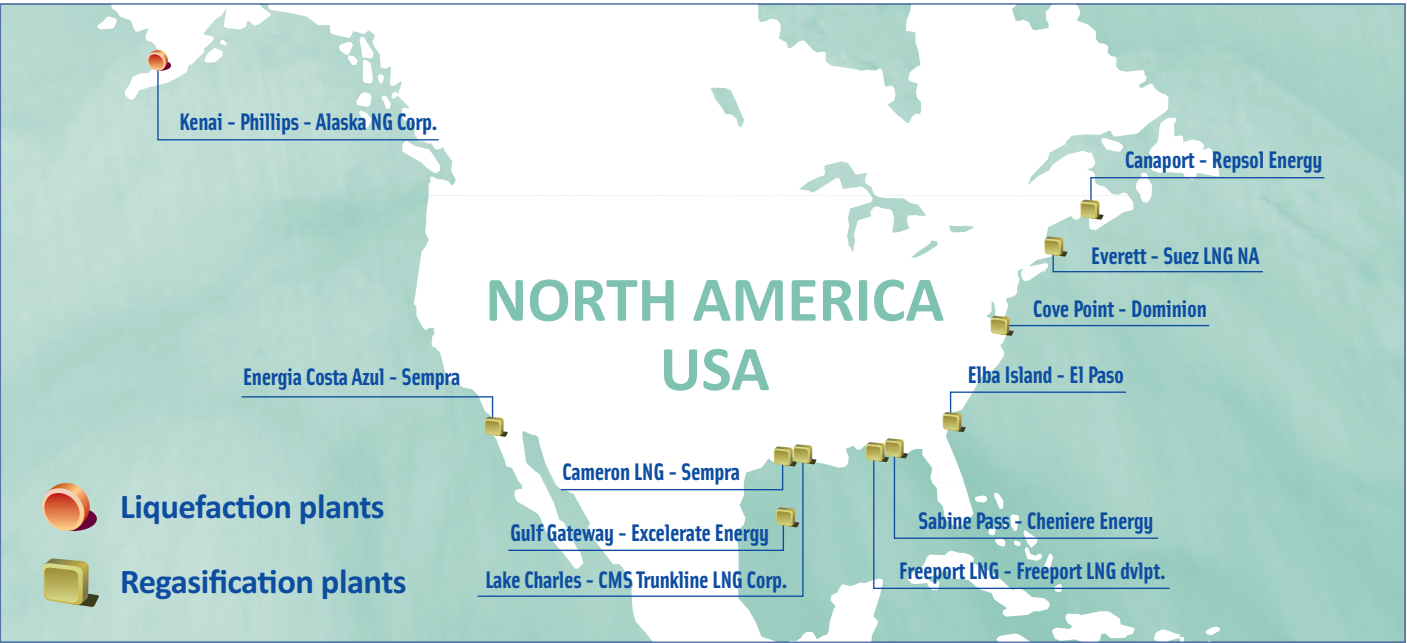 Kenai - Phillips - Alaska NG Corp.
Canaport - Repsol Energy
Everett - Suez LNG NA
NORTH AMERICA
USA
Cove Point - Dominion
Energia Costa Azul - Sempra
Elba Island - El Paso
Cameron LNG - Sempra
Gulf Gateway - Excelerate Energy
Lake Charles - CMS Trunkline LNG Corp.
Sabine Pass - Cheniere Energy
Freeport LNG - Freeport LNG dvlpt.
Liquefaction plants
Regasification plants